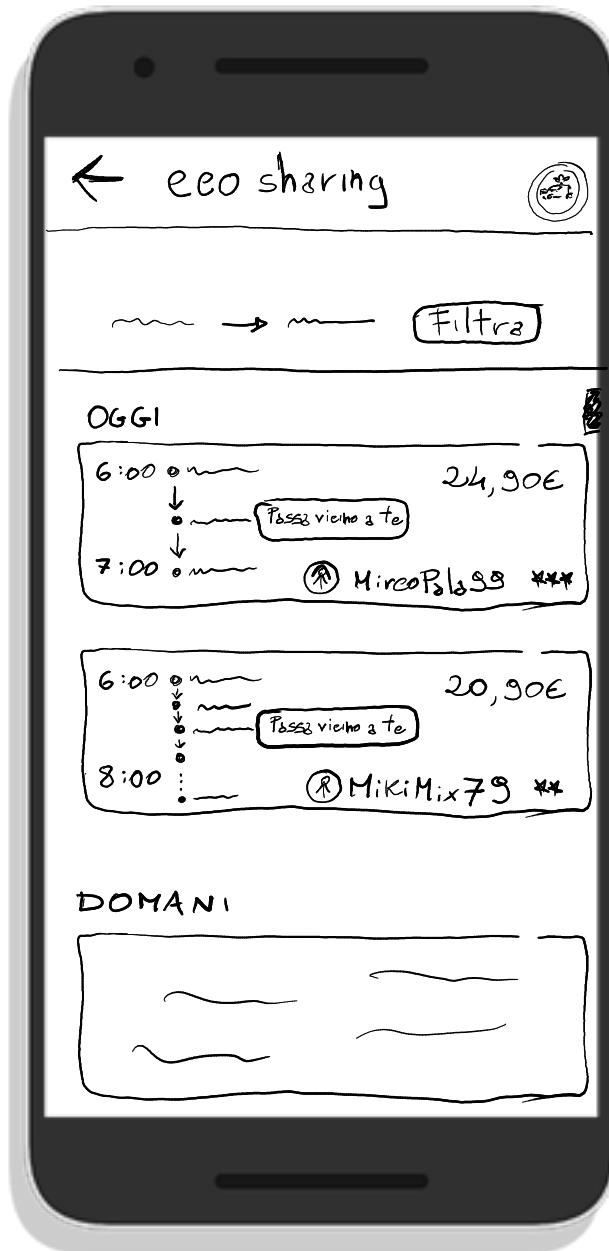 eco sharing
Filtra
OGGI
6:00 24,90€
Passa vicino a te
7:00 MircoPala99 ***
6:00 20,90€
Passa vicino a te
8:00 MikiMix79 **
DOMANI